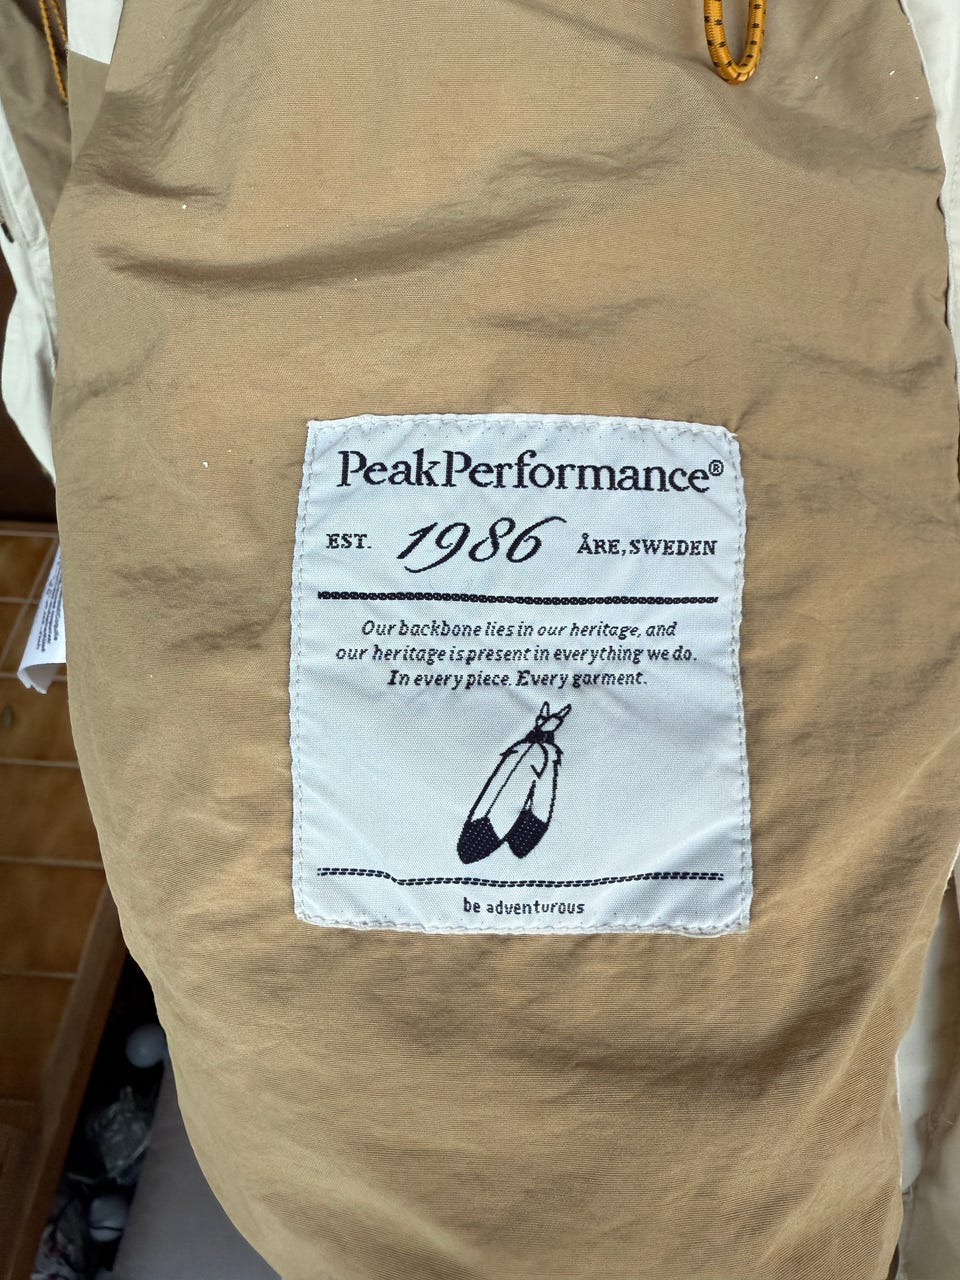 PeakPerformance®
EST. 1986 ÅRE, SWEDEN
Our backbone lies in our heritage, and
our heritage is present in everything we do.
In every piece. Every garment.
be adventurous